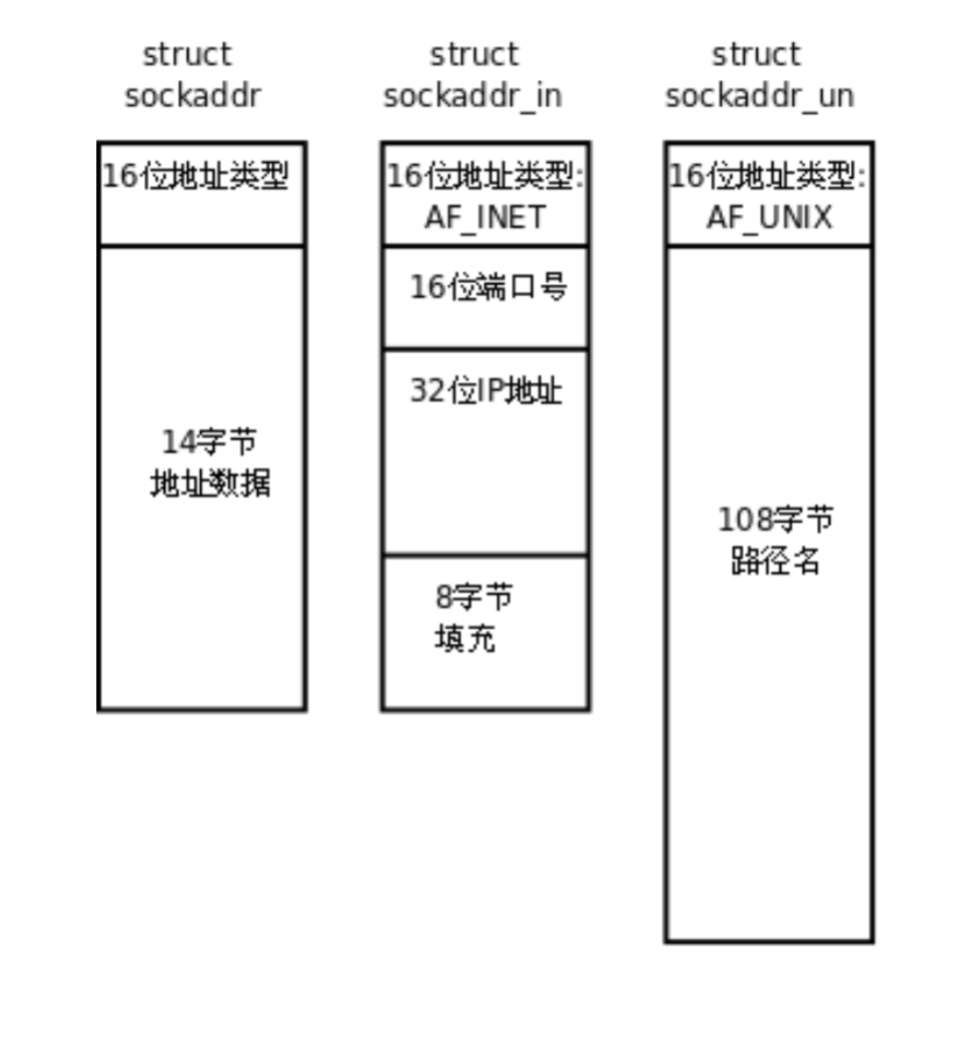 struct
sockaddr
16位地址类型
14字节
地址数据
struct
sockaddr_in
16位地址类型:
AF_INET
16位端口号
32位IP地址
8字节
填充
struct
sockaddr_un
16位地址类型:
AF_UNIX
108字节
路径名